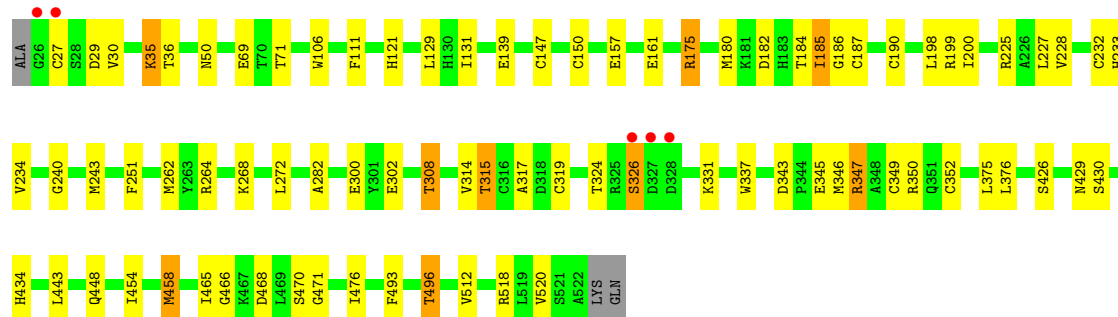 ALA G26 C27 S28 D29 V30 K35 T36 N50 E69 T70 T71 W106 F111 H121 L129 H130 I131 E139 C147 C150 E157 E161 R175 M180 K181 D182 H183 T184 I185 G186 C187 C190 L198 R199 I200 R225 A226 L227 V228 C232 H233
V234 G240 M243 F251 M262 Y263 R264 K268 L272 A282 E300 Y301 E302 T308 V314 T315 C316 A317 D318 C319 T324 R325 S326 D327 D328 K331 W337 D343 P344 E345 M346 R347 A348 C349 R350 Q351 C352 L375 L376 S426 N429 S430
H434 L443 Q448 I454 M458 I465 G466 K467 D468 L469 S470 G471 I476 F493 T496 V512 R518 L519 V520 S521 A522 LYS GLN